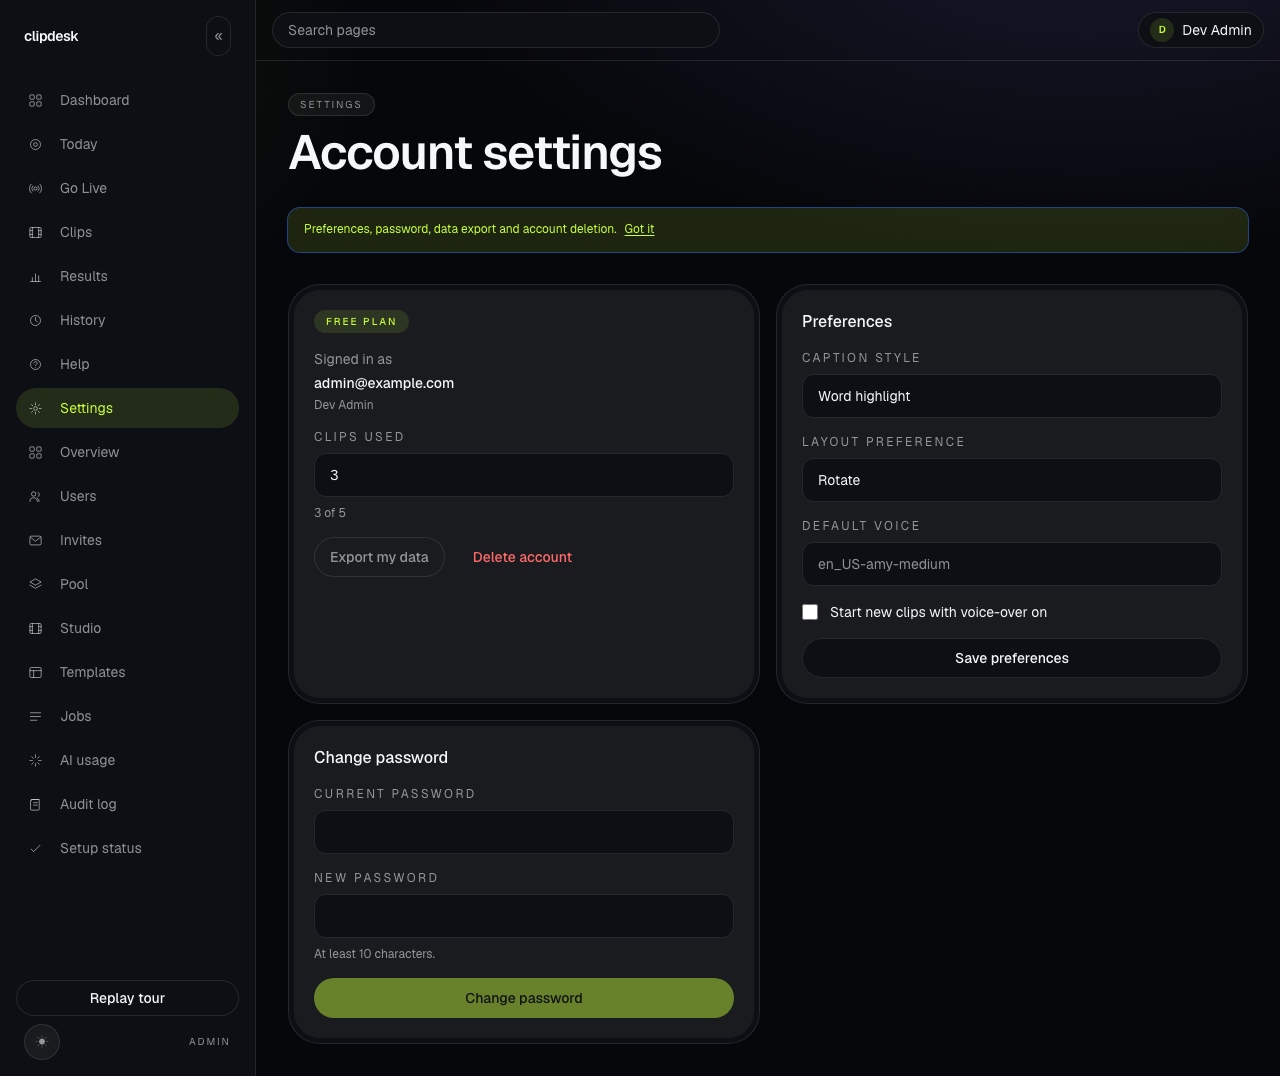 clipdesk
«
Search pages
D
Dev Admin
Dashboard
Today
Go Live
Clips
Results
History
Help
Settings
Overview
Users
Invites
Pool
Studio
Templates
Jobs
AI usage
Audit log
Setup status
Replay tour
ADMIN
SETTINGS
Account settings
Preferences, password, data export and account deletion. Got it
FREE PLAN
Signed in as
admin@example.com
Dev Admin
CLIPS USED
3
3 of 5
Export my data
Delete account
Preferences
CAPTION STYLE
Word highlight
LAYOUT PREFERENCE
Rotate
DEFAULT VOICE
en_US-amy-medium
Start new clips with voice-over on
Save preferences
Change password
CURRENT PASSWORD
NEW PASSWORD
At least 10 characters.
Change password